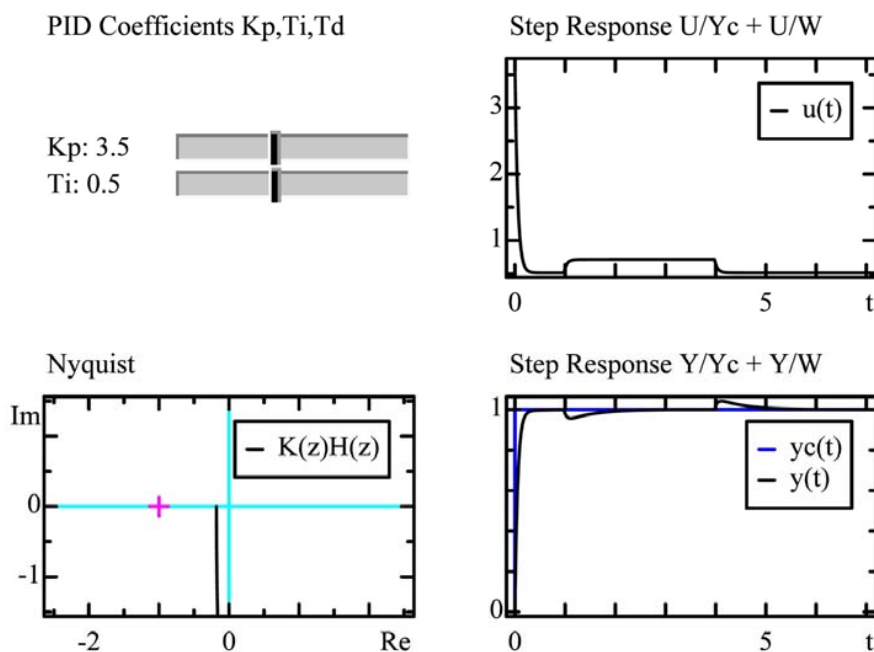 PID Coefficients Kp,Ti,Td
Kp: 3.5
Ti: 0.5
Step Response U/Yc + U/W
3
1
u(t)
0
5
t
Nyquist
Im
0
-1
K(z)H(z)
-2
0
Re
Step Response Y/Yc + Y/W
1
0
yc(t)
y(t)
0
5
t